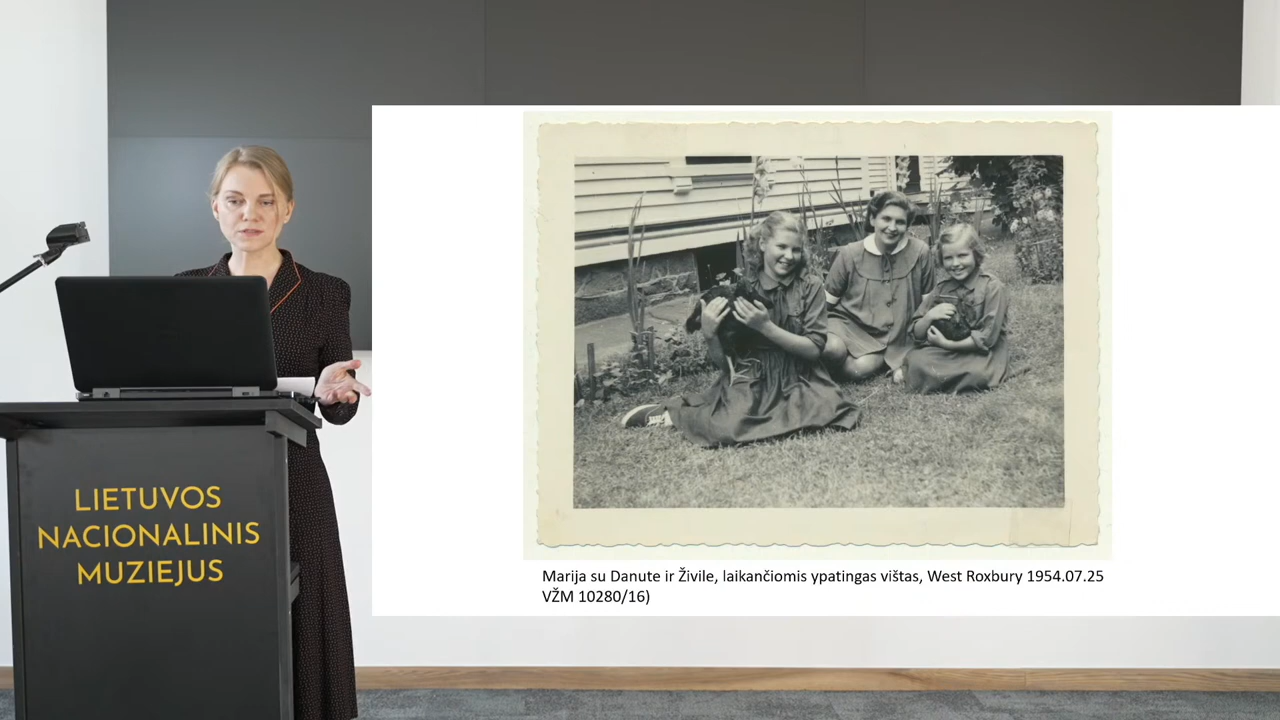 LIETUVOS
NACIONALINIS
MUZIEJUS
Marija su Danute ir Živile, laikančiomis ypatingas vištas, West Roxbury 1954.07.25
VŽM 10280/16)